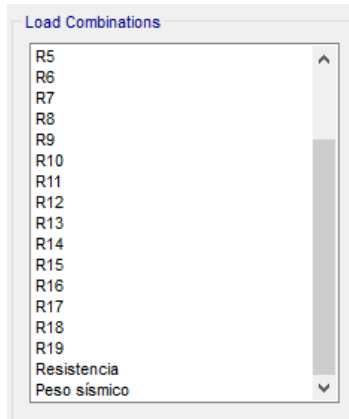 Load Combinations
R5
R6
R7
R8
R9
R10
R11
R12
R13
R14
R15
R16
R17
R18
R19
Resistencia
Peso sísmico